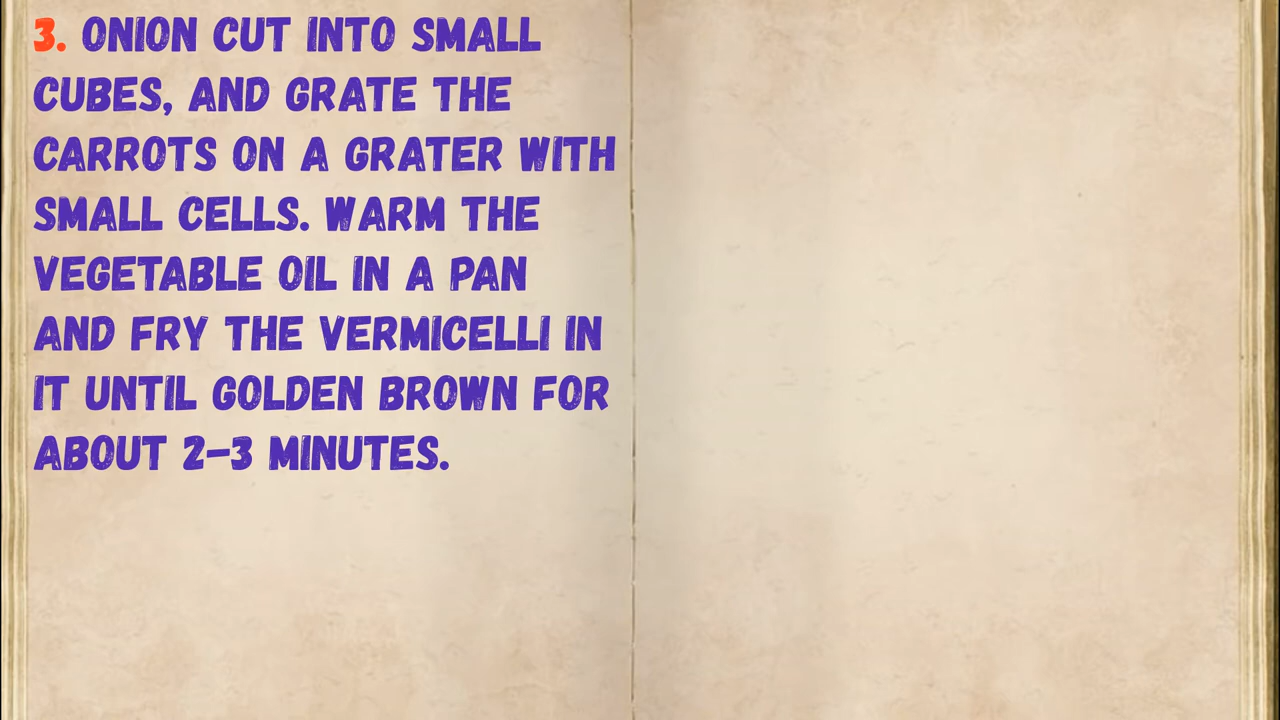 3. ONION CUT INTO SMALL
CUBES, AND GRATE THE
CARROTS ON A GRATER WITH
SMALL CELLS. WARM THE
VEGETABLE OIL IN A PAN
AND FRY THE VERMICELLI IN
IT UNTIL GOLDEN BROWN FOR
ABOUT 2–3 MINUTES.